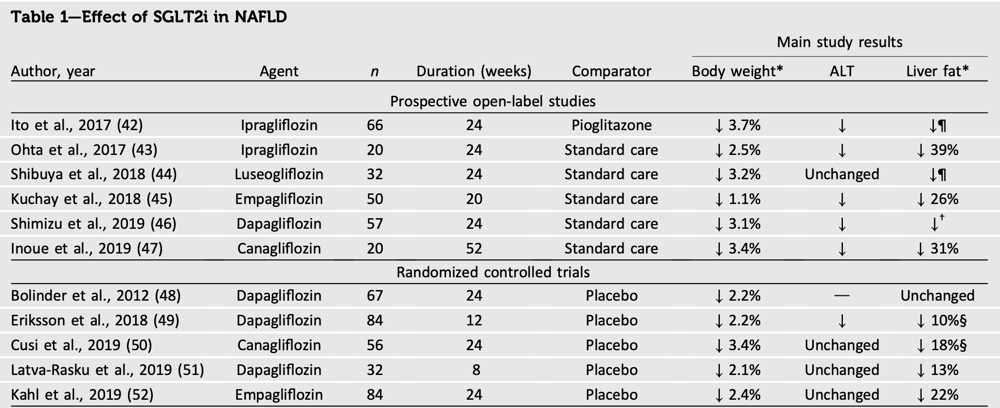 Table 1—Effect of SGLT2i in NAFLD
Main study results
Author, year Agent n Duration (weeks) Comparator Body weight* ALT Liver fat*
Prospective open-label studies
Ito et al., 2017 (42) Ipragliflozin 66 24 Pioglitazone ↓ 3.7% ↓ ↓¶
Ohta et al., 2017 (43) Ipragliflozin 20 24 Standard care ↓ 2.5% ↓ ↓ 39%
Shibuya et al., 2018 (44) Luseogliflozin 32 24 Standard care ↓ 3.2% Unchanged ↓¶
Kuchay et al., 2018 (45) Empagliflozin 50 20 Standard care ↓ 1.1% ↓ ↓ 26%
Shimizu et al., 2019 (46) Dapagliflozin 57 24 Standard care ↓ 3.1% ↓ ↓†
Inoue et al., 2019 (47) Canagliflozin 20 52 Standard care ↓ 3.4% ↓ ↓ 31%
Randomized controlled trials
Bolinder et al., 2012 (48) Dapagliflozin 67 24 Placebo ↓ 2.2% — Unchanged
Eriksson et al., 2018 (49) Dapagliflozin 84 12 Placebo ↓ 2.2% ↓ ↓ 10%§
Cusi et al., 2019 (50) Canagliflozin 56 24 Placebo ↓ 3.4% Unchanged ↓ 18%§
Latva-Rasku et al., 2019 (51) Dapagliflozin 32 8 Placebo ↓ 2.1% Unchanged ↓ 13%
Kahl et al., 2019 (52) Empagliflozin 84 24 Placebo ↓ 2.4% Unchanged ↓ 22%